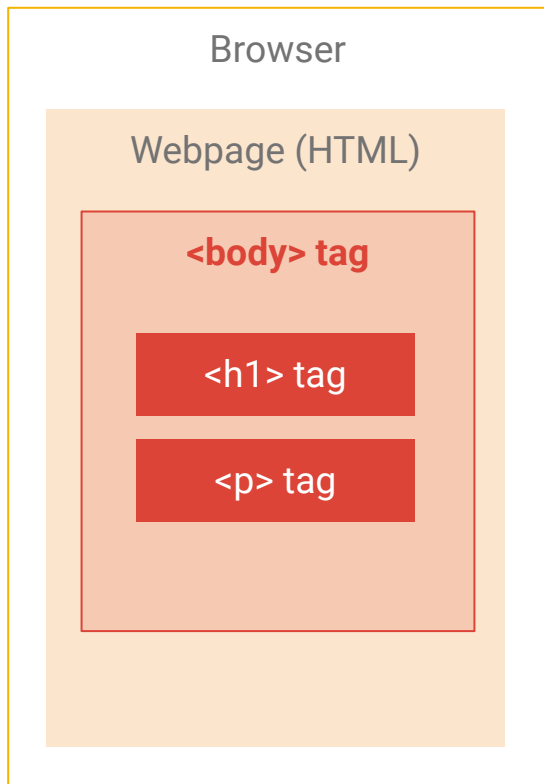 Browser
Webpage (HTML)
<body> tag
<h1> tag
<p> tag